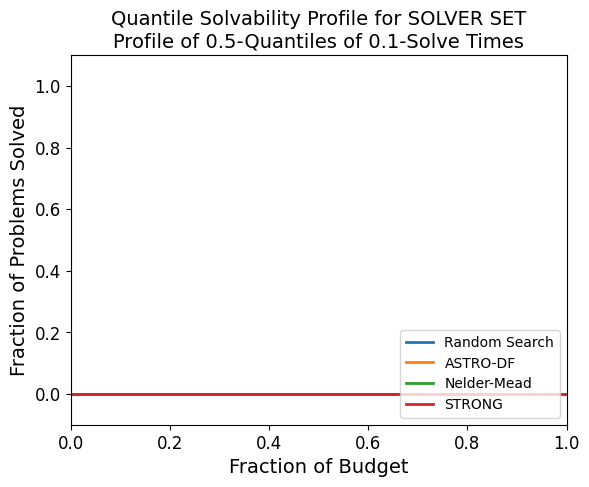 Quantile Solvability Profile for SOLVER SET
Profile of 0.5-Quantiles of 0.1-Solve Times
Fraction of Problems Solved
1.0
0.8
0.6
0.4
0.2
0.0
Random Search
ASTRO-DF
Nelder-Mead
STRONG
0.0 0.2 0.4 0.6 0.8 1.0
Fraction of Budget